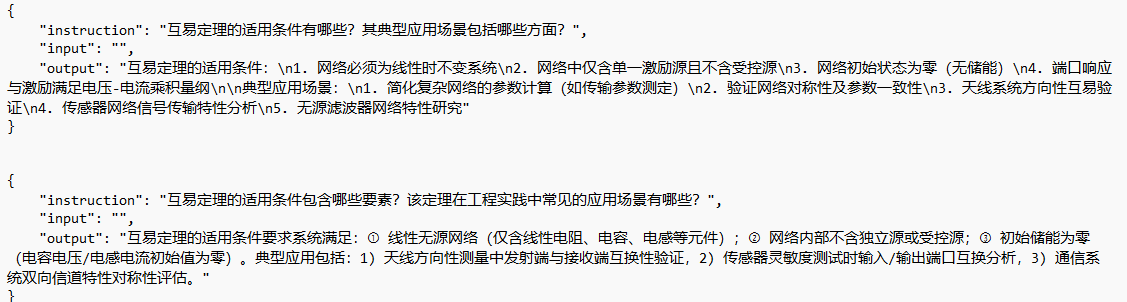 {
"instruction": "互易定理的适用条件有哪些？其典型应用场景包括哪些方面？",
"input": "",
"output": "互易定理的适用条件：\n1. 网络必须为线性时不变系统\n2. 网络中仅含单一激励源且不含受控源\n3. 网络初始状态为零（无储能）\n4. 端口响应
与激励满足电压-电流乘积量纲\n\n典型应用场景：\n1. 简化复杂网络的参数计算（如传输参数测定）\n2. 验证网络对称性及参数一致性\n3. 天线系统方向性互易验
证\n4. 传感器网络信号传输特性分析\n5. 无源滤波器网络特性研究"
}
{
"instruction": "互易定理的适用条件包含哪些要素？该定理在工程实践中常见的应用场景有哪些？",
"input": "",
"output": "互易定理的适用条件要求系统满足：① 线性无源网络（仅含线性电阻、电容、电感等元件）；② 网络内部不含独立源或受控源；③ 初始储能为零
（电容电压/电感电流初始值为零）。典型应用包括：1）天线方向性测量中发射端与接收端互换性验证，2）传感器灵敏度测试时输入/输出端口互换分析，3）通信系
统双向信道特性对称性评估。"
}